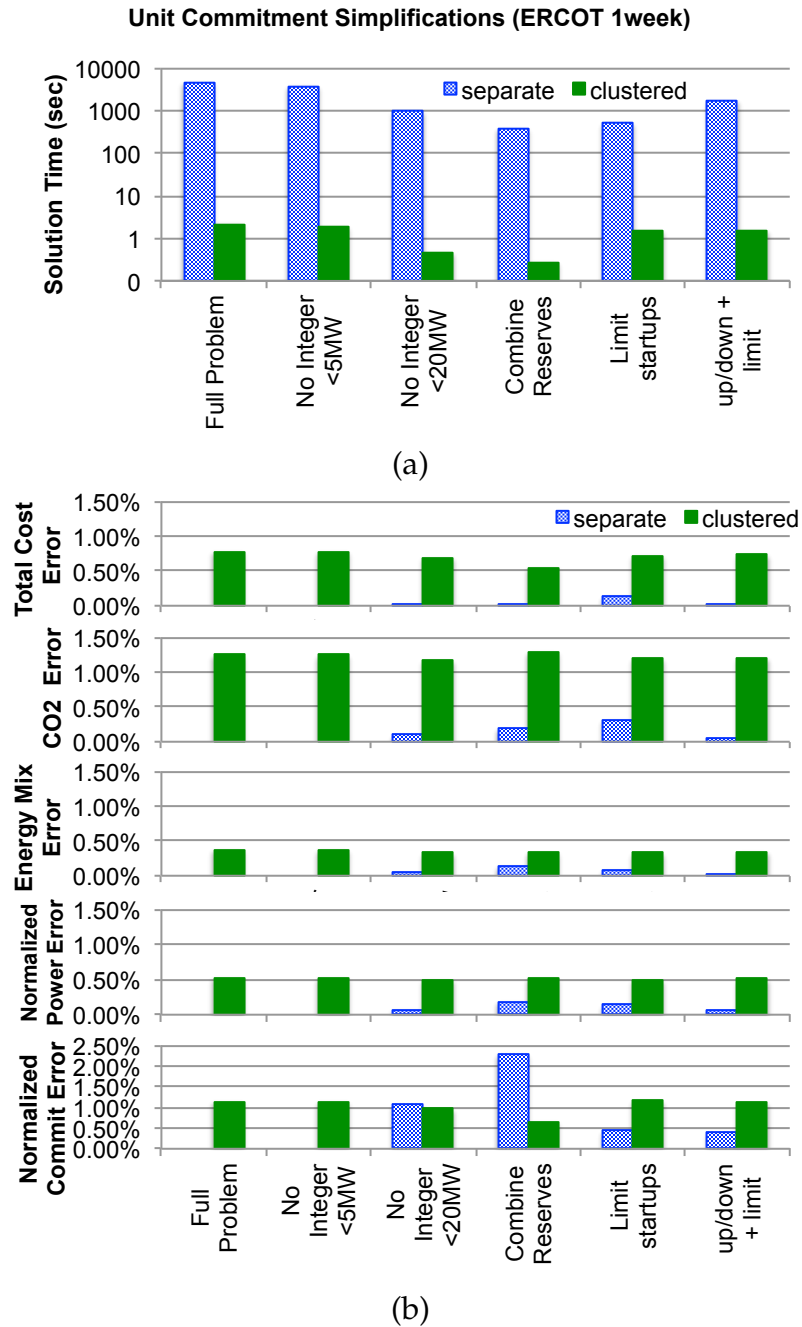 Unit Commitment Simplifications (ERCOT 1week)
Solution Time (sec)
10000
1000
100
10
1
0
separate
clustered
Full Problem
No Integer
<5MW
No Integer
<20MW
Combine
Reserves
Limit
startups
up/down +
limit
(a)
Total Cost
Error
1.50%
1.00%
0.50%
0.00%
separate
clustered
CO2 Error
1.50%
1.00%
0.50%
0.00%
Energy Mix
Error
1.50%
1.00%
0.50%
0.00%
Normalized
Power Error
1.50%
1.00%
0.50%
0.00%
Normalized
Commit Error
2.50%
2.00%
1.50%
1.00%
0.50%
0.00%
Full
Problem
No
Integer
<5MW
No
Integer
<20MW
Combine
Reserves
Limit
startups
up/down
+ limit
(b)